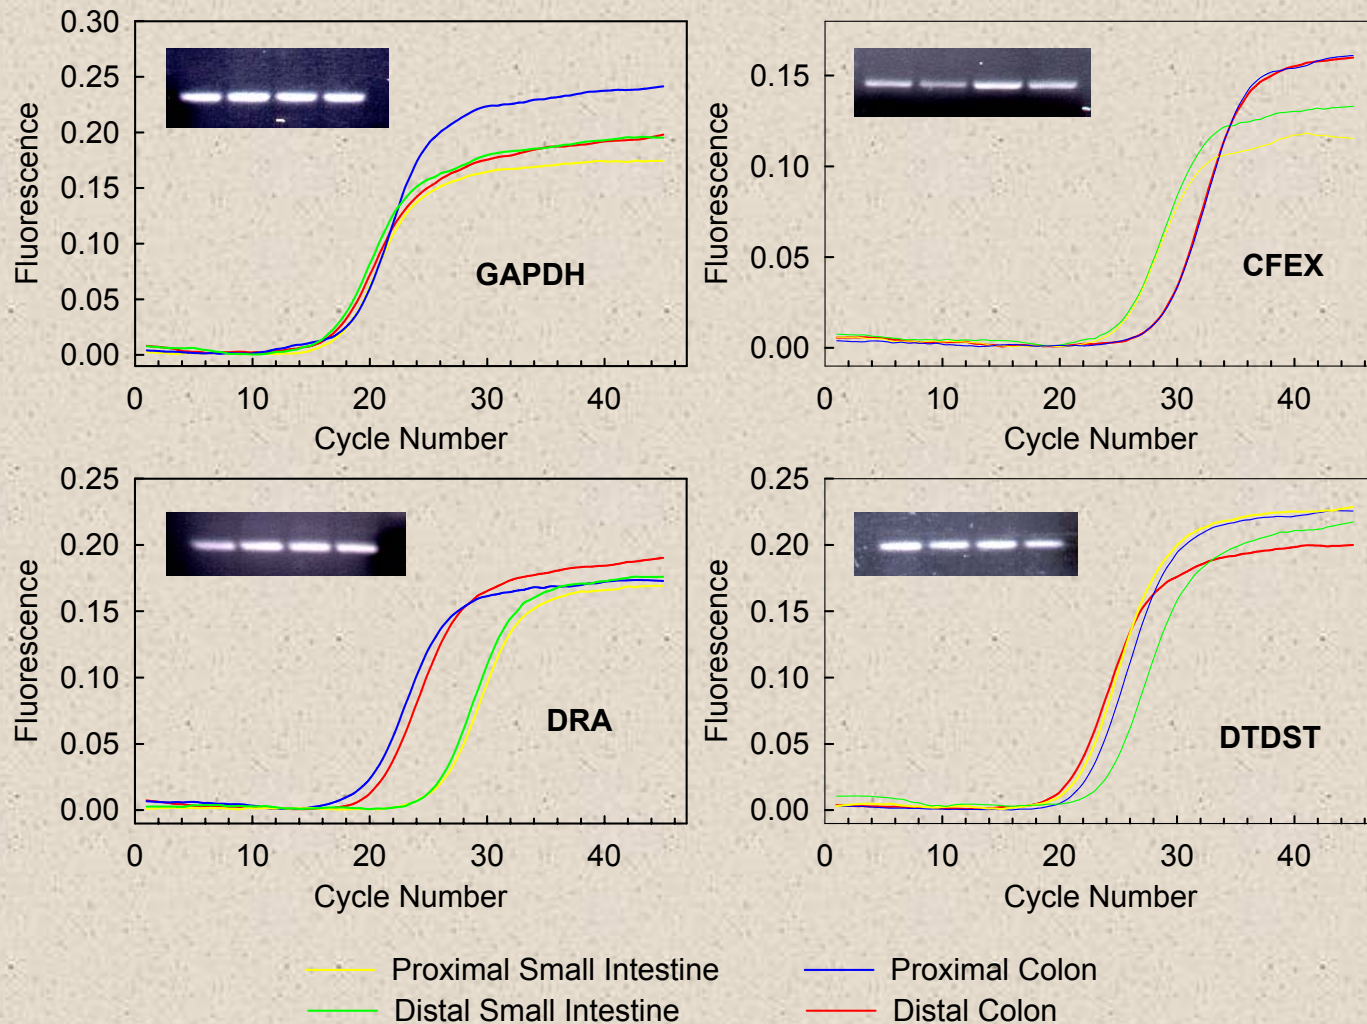 0.30
0.25
0.20
0.15
0.10
0.05
0.00
Fluorescence
GAPDH
0 10 20 30 40
Cycle Number
0.15
0.10
0.05
0.00
Fluorescence
CFEX
0 10 20 30 40
Cycle Number
0.25
0.20
0.15
0.10
0.05
0.00
Fluorescence
DRA
0 10 20 30 40
Cycle Number
0.25
0.20
0.15
0.10
0.05
0.00
Fluorescence
DTDST
0 10 20 30 40
Cycle Number
Proximal Small Intestine
Proximal Colon
Distal Small Intestine
Distal Colon